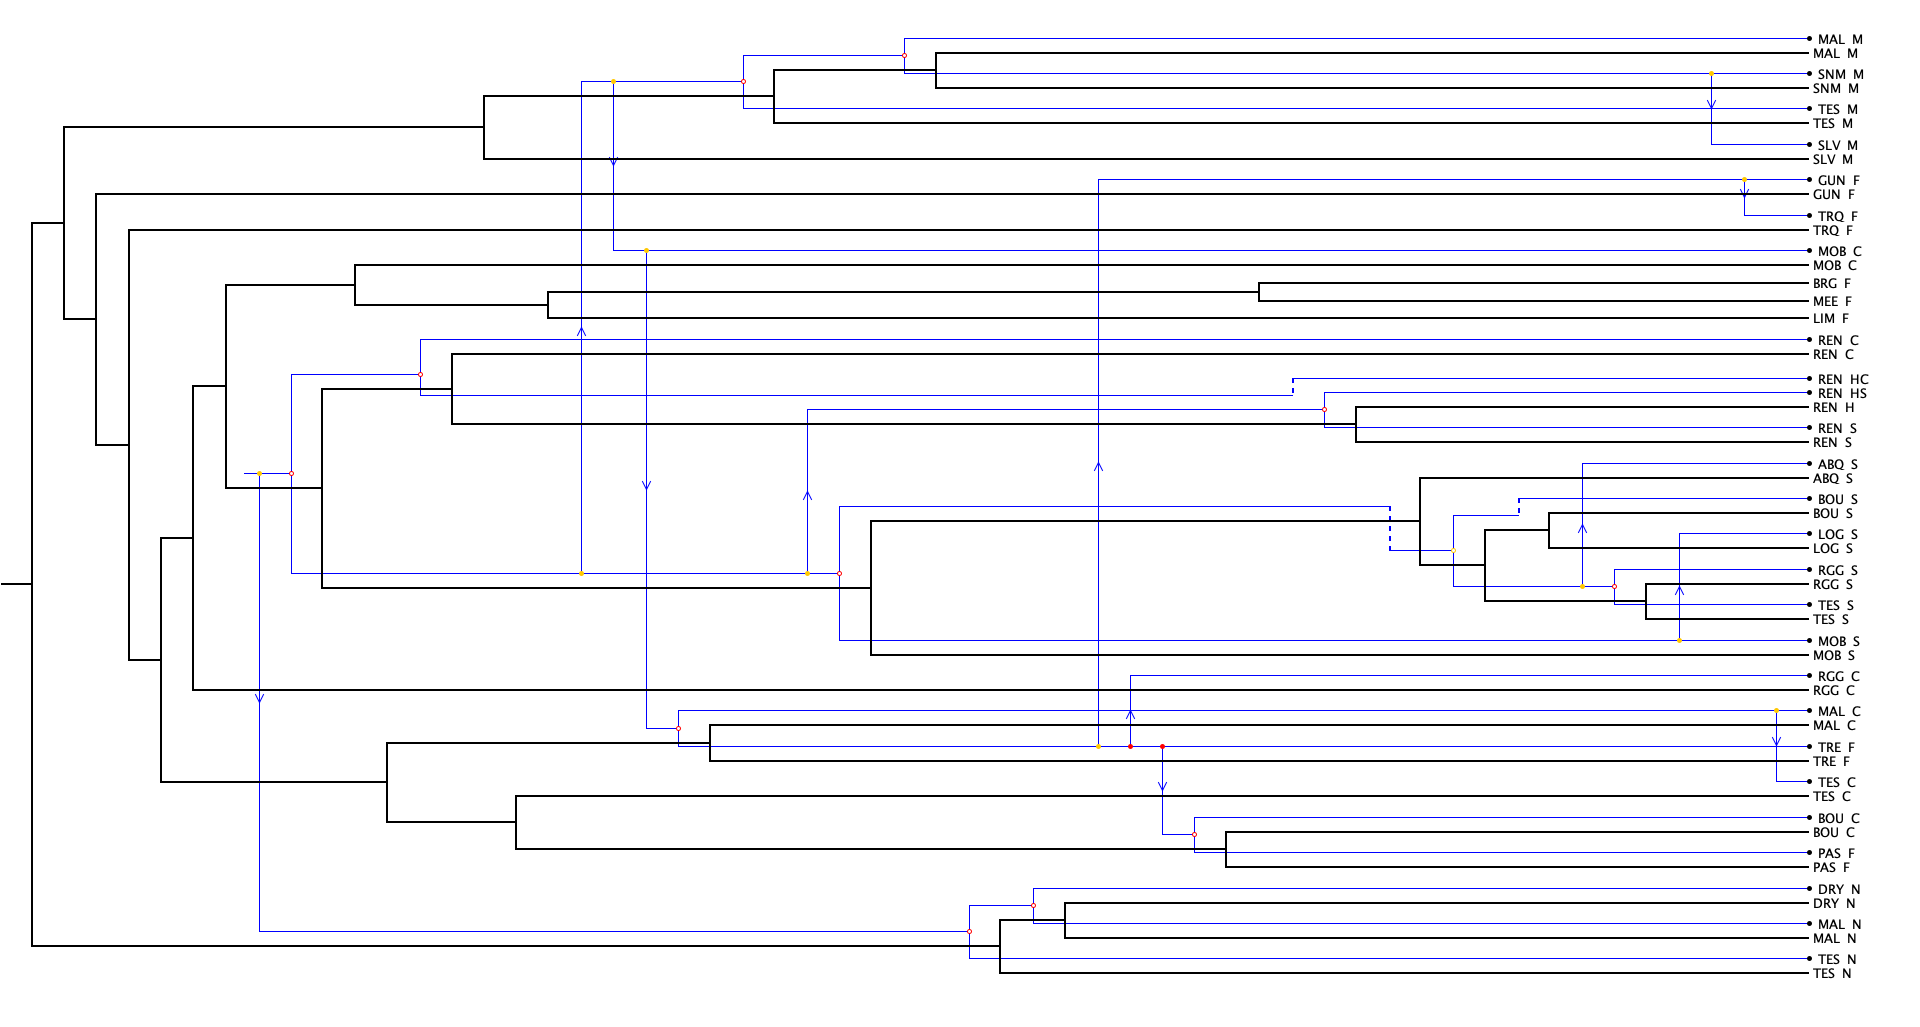 MAL M
MAL M
SNM M
SNM M
TES M
TES M
SLV M
SLV M
GUN F
GUN F
TRQ F
TRQ F
MOB C
MOB C
BRG F
MEE F
LIM F
REN C
REN C
REN HC
REN HS
REN H
REN S
REN S
ABQ S
ABQ S
BOU S
BOU S
LOG S
LOG S
RGG S
RGG S
TES S
TES S
MOB S
MOB S
RGG C
RGG C
MAL C
MAL C
TRE F
TRE F
TES C
TES C
BOU C
BOU C
PAS F
PAS F
DRY N
DRY N
MAL N
MAL N
TES N
TES N